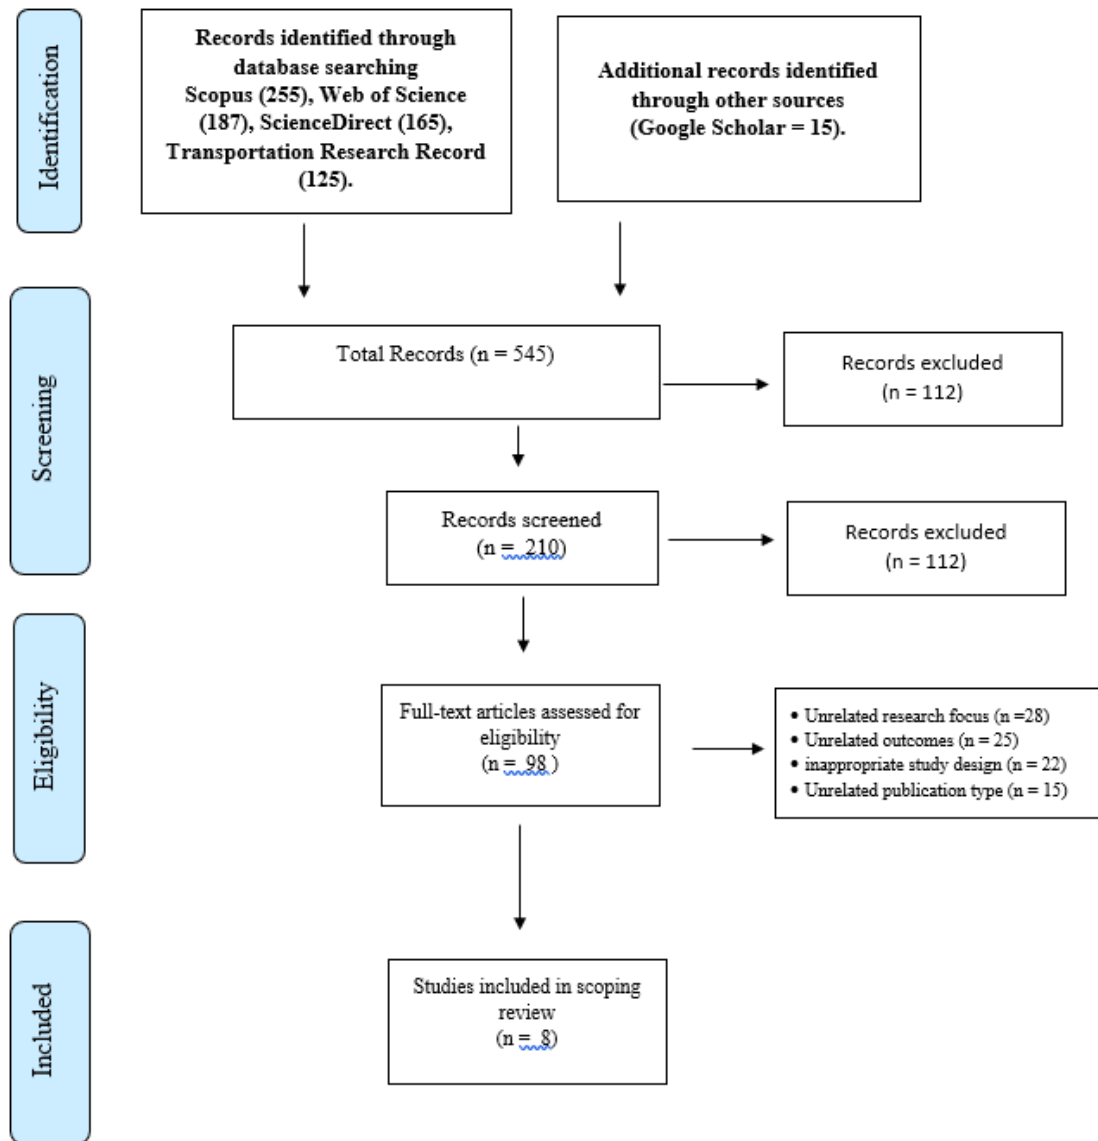 Identification
Records identified through
database searching
Scopus (255), Web of Science
(187), ScienceDirect (165),
Transportation Research Record
(125).
Additional records identified
through other sources
(Google Scholar = 15).
Screening
Total Records (n = 545)
Records excluded
(n = 112)
Records screened
(n =  210)
Records excluded
(n = 112)
Eligibility
Full-text articles assessed for
eligibility
(n =  98 )
• Unrelated research focus (n =28)
• Unrelated outcomes (n = 25)
• inappropriate study design (n = 22)
• Unrelated publication type (n = 15)
Included
Studies included in scoping
review
(n =  8)